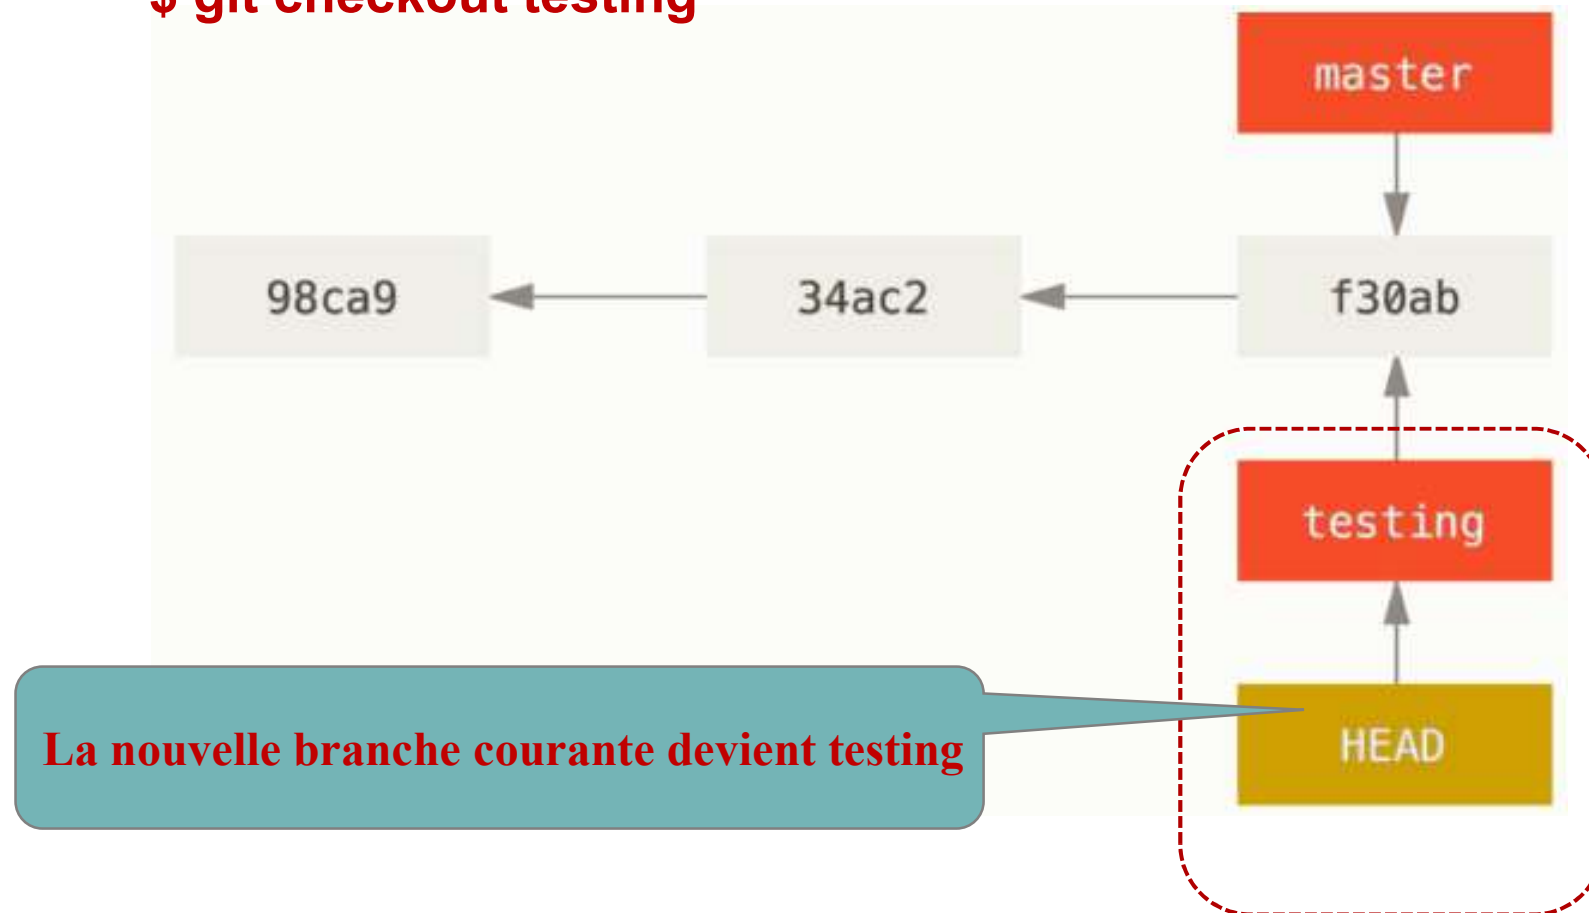 $ git checkout testing
master
98ca9
34ac2
f30ab
testing
La nouvelle branche courante devient testing
HEAD